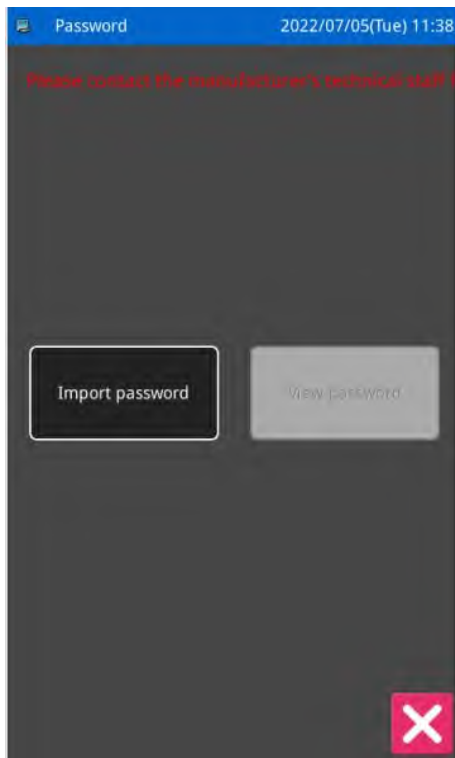 Password 2022/07/05(Tue) 11:38
Please contact the manufacturer's technical staff
Import password View password